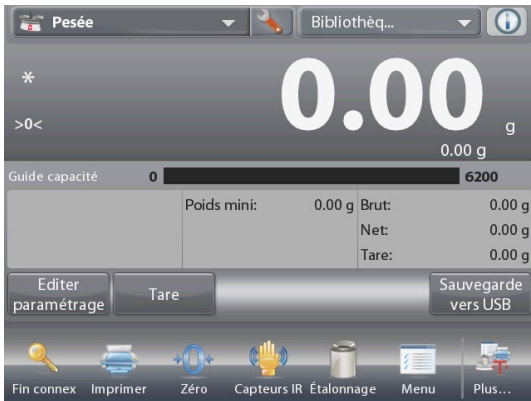 Pesée
Bibliothèq...
*
>0<
0.00 g
0.00 g
Guide capacité 0 6200
Poids mini: 0.00 g Brut: 0.00 g
Net: 0.00 g
Tare: 0.00 g
Editer paramétrage
Tare
Sauvegarde vers USB
Fin connex Imprimer Zéro Capteurs IR Étalonnage Menu Plus...